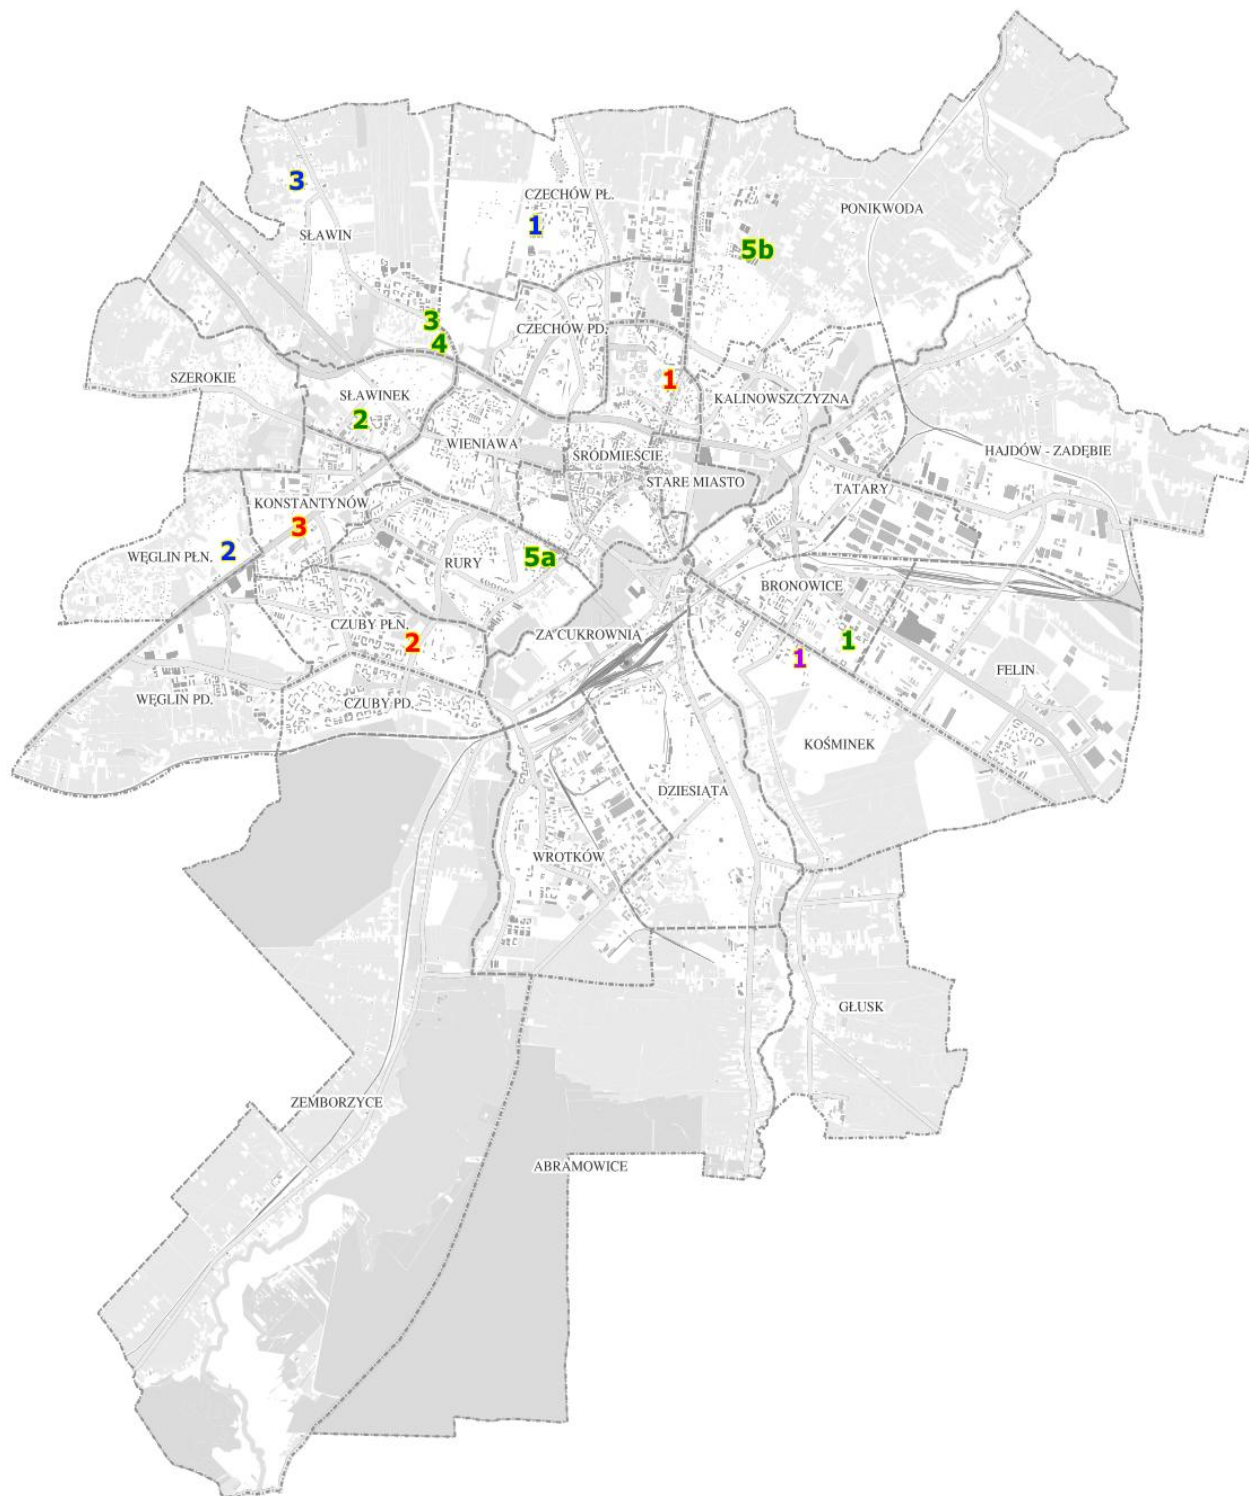 3
CZECHÓW PŁ.
PONIKWODA
1
SŁAWIN
5b
3
CZECHÓW PD.
4
SZEROKIE
1
SŁAWINEK
KALINOWSZCZYZNA
2
WIENIAWA
ŚRÓDMIEŚCIE
HAJDÓW - ZADĘBIE
STARE MIASTO
TATARY
KONSTANTYNÓW
3
WĘGLIN PŁN.
2
RURY
5a
BRONOWICE
CZUBY PŁN.
2
ZA CUKROWNIĄ
1
1
FELIN
WĘGLIN PD.
CZUBY PD.
KOŚMINEK
DZIESIĄTA
WROTKÓW
GŁUSK
ZEMBORZYCE
ABRAMOWICE